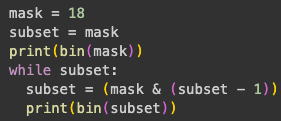 mask = 18
subset = mask
print(bin(mask))
while subset:
  subset = (mask & (subset - 1))
  print(bin(subset))